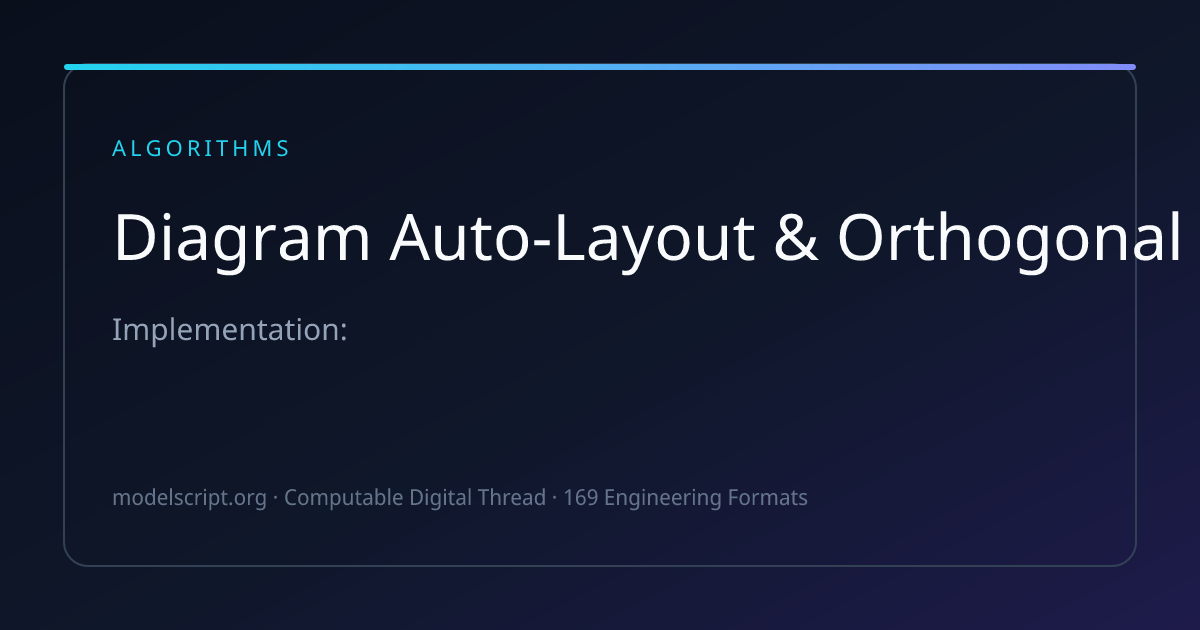 ALGORITHMS
Diagram Auto-Layout & Orthogonal
Implementation:
modelscript.org · Computable Digital Thread · 169 Engineering Formats